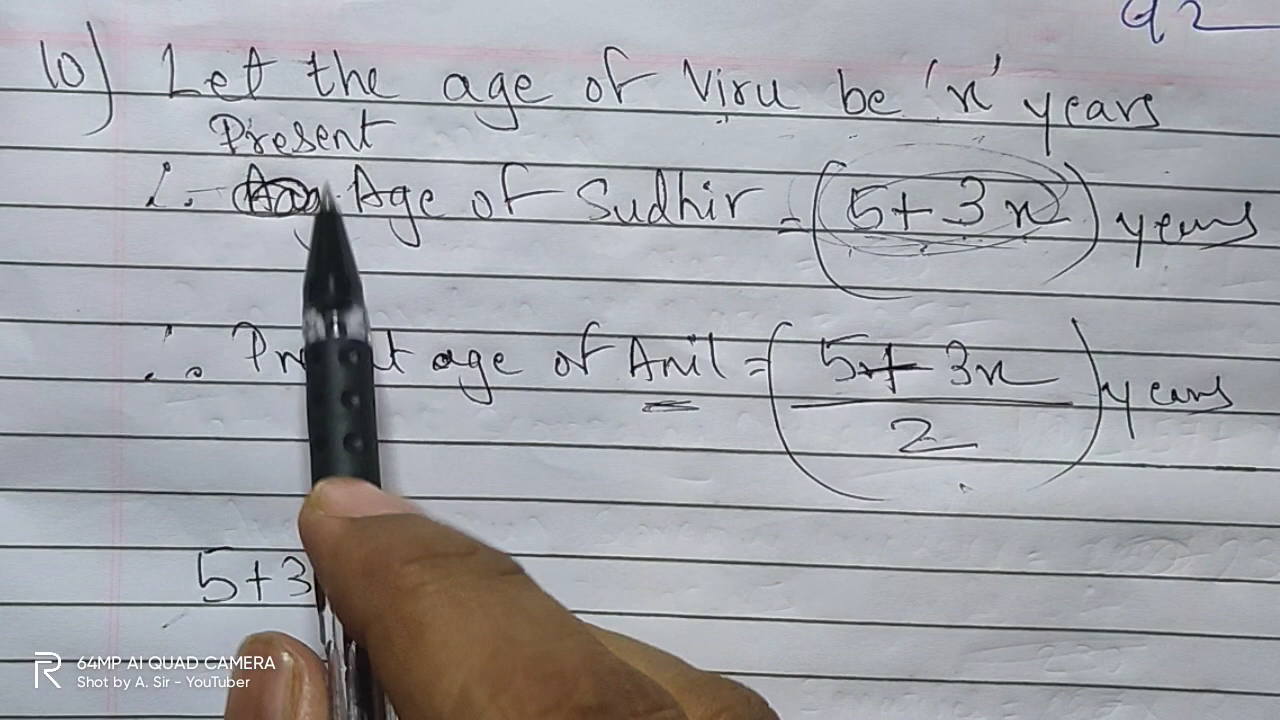 92
10) Let the age of Viru be 'x' years
Present
∴ Age of Sudhir = (5+3x) years
∴ Pre t age of Anil = (5+3x / 2) years
5+3
64MP AI QUAD CAMERA
Shot by A. Sir - YouTuber